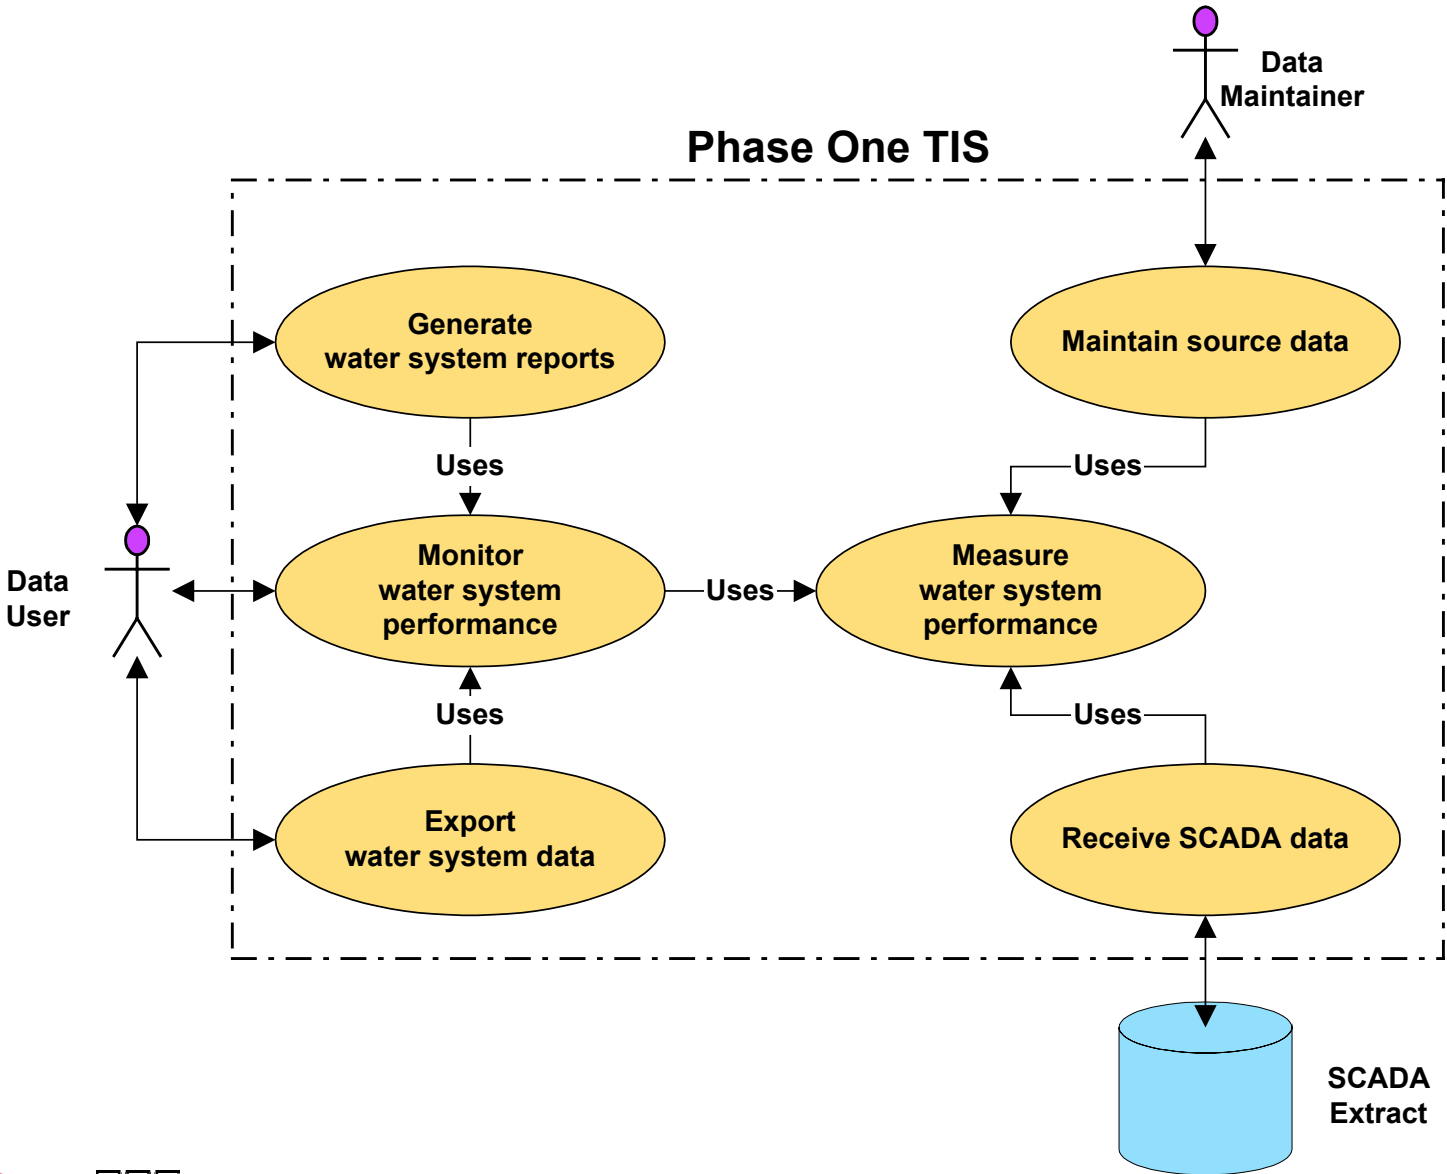 Data
Maintainer
Phase One TIS
Generate
water system reports
Maintain source data
Uses
Uses
Data
User
Monitor
water system
performance
Uses
Measure
water system
performance
Uses
Uses
Export
water system data
Receive SCADA data
SCADA
Extract